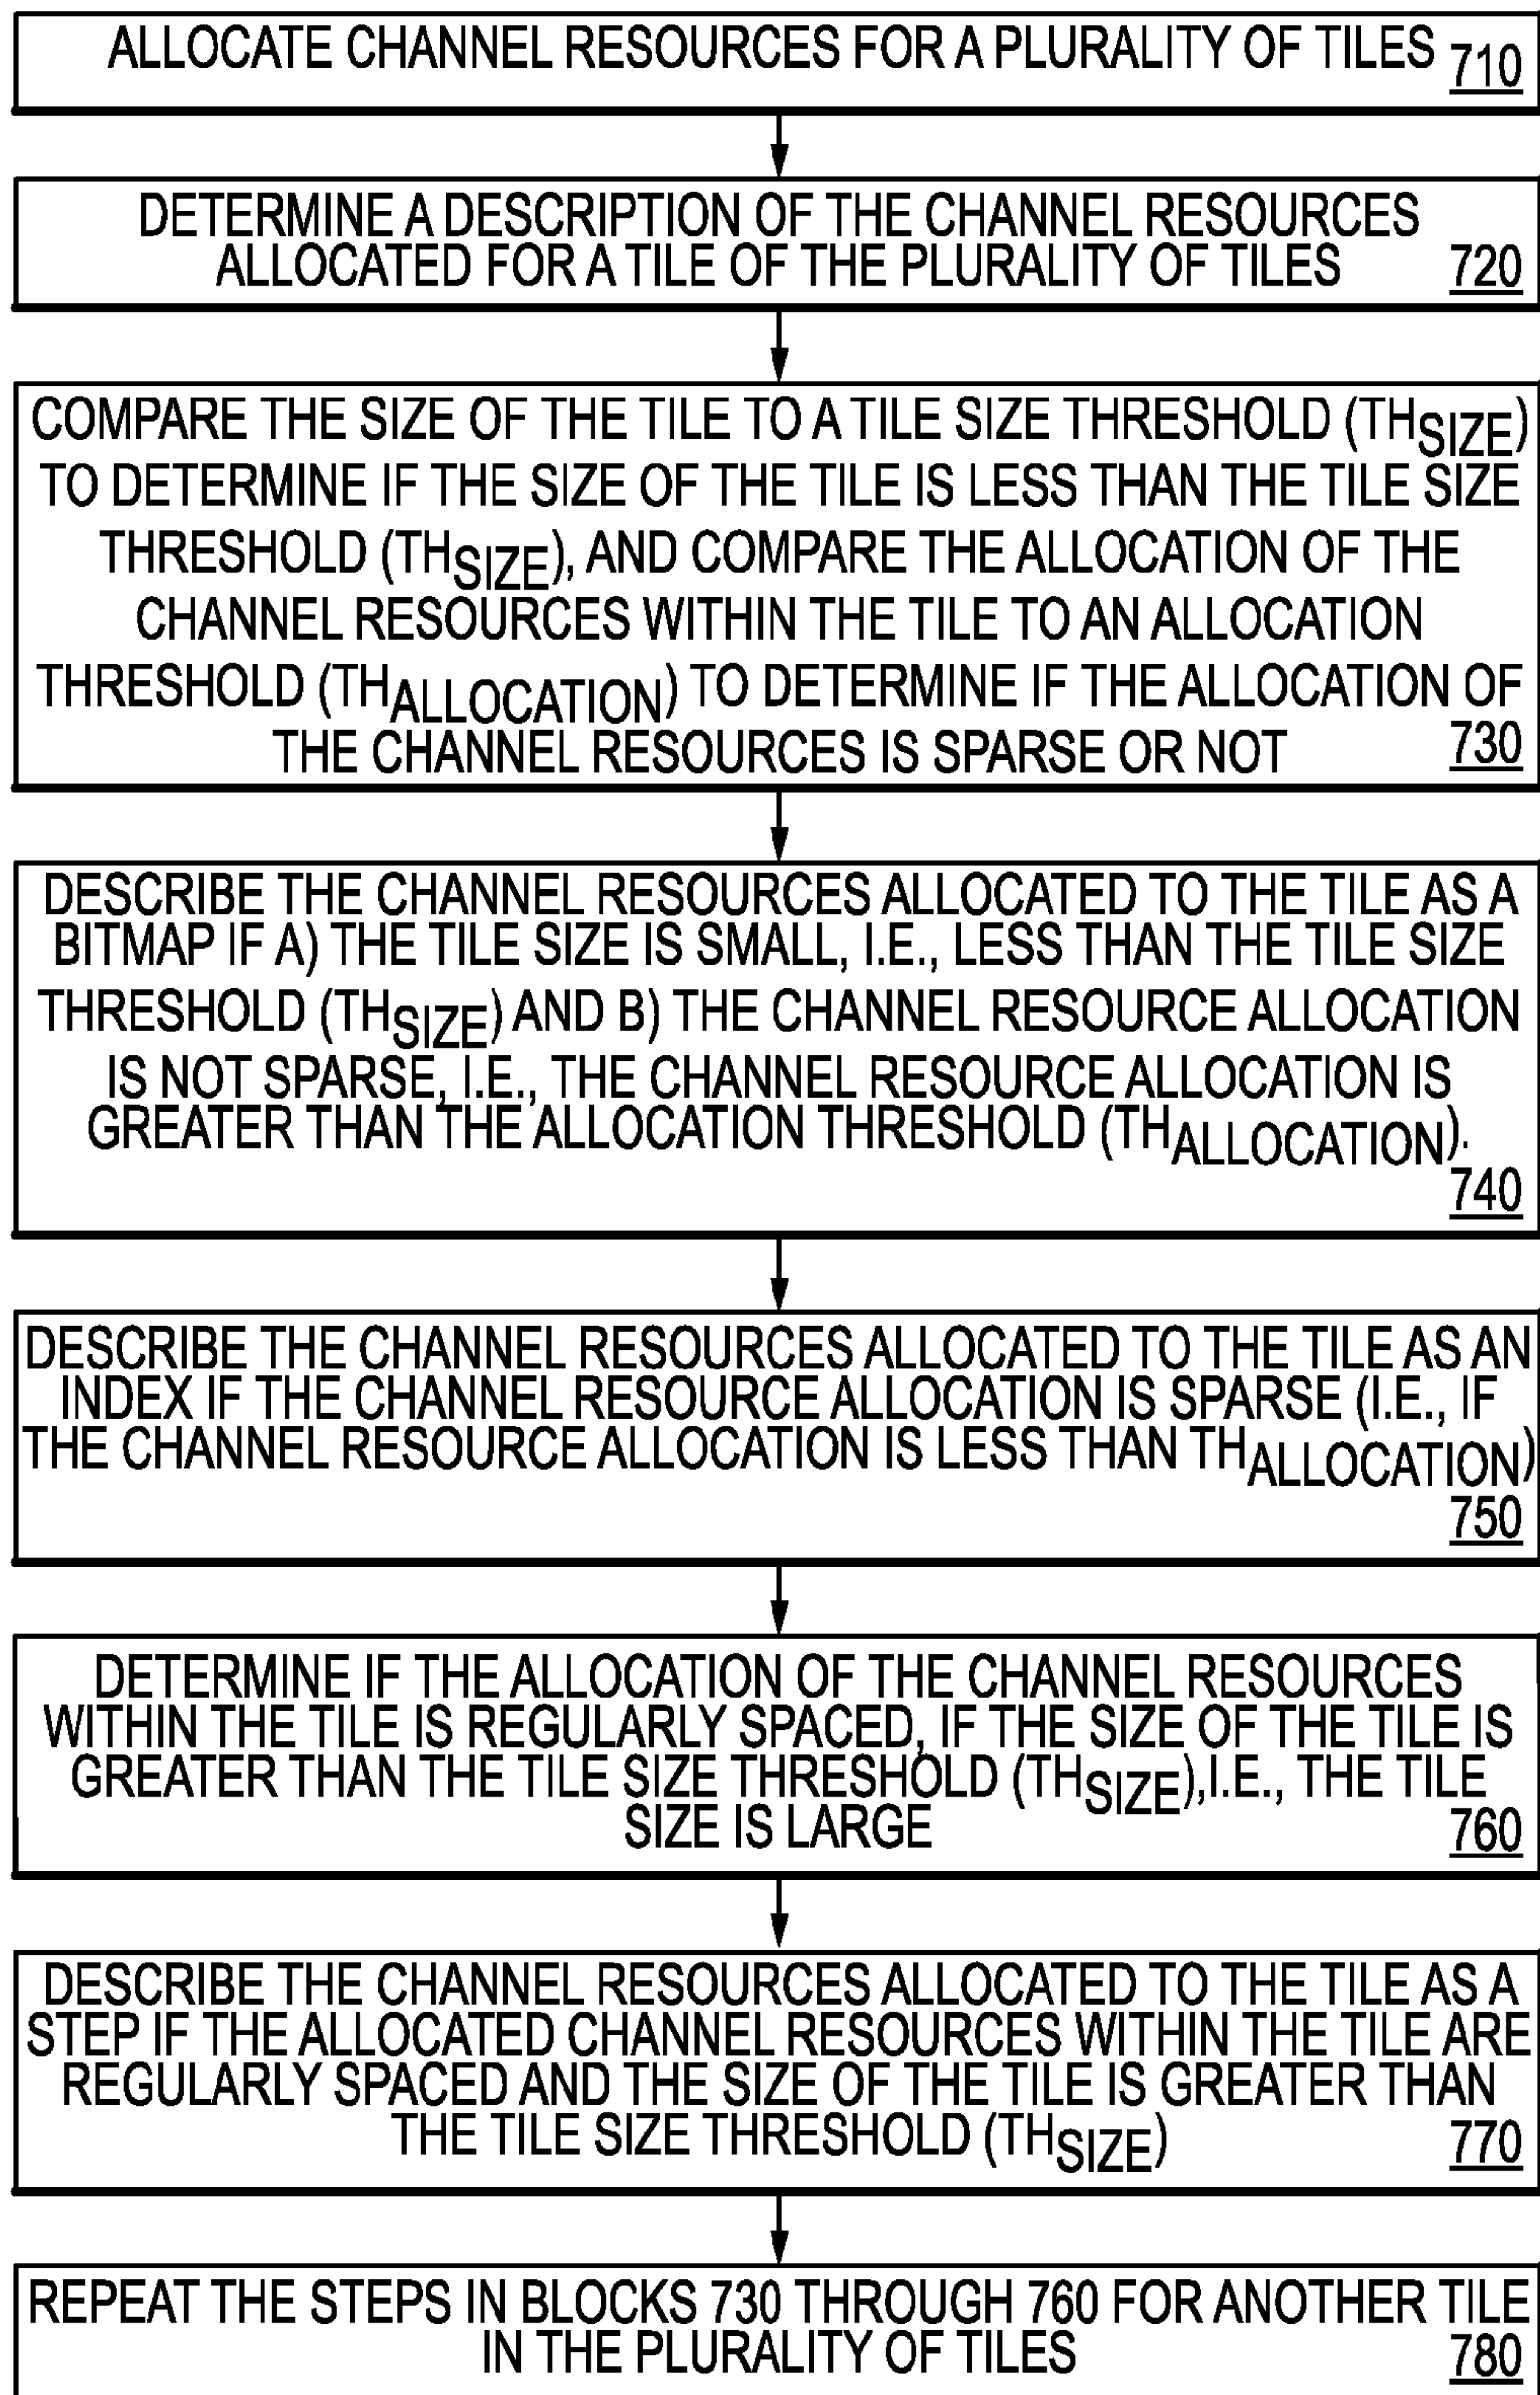 ALLOCATE CHANNEL RESOURCES FOR A PLURALITY OF TILES 710
DETERMINE A DESCRIPTION OF THE CHANNEL RESOURCES
ALLOCATED FOR A TILE OF THE PLURALITY OF TILES 720
COMPARE THE SIZE OF THE TILE TO A TILE SIZE THRESHOLD (THSIZE)
TO DETERMINE IF THE SIZE OF THE TILE IS LESS THAN THE TILE SIZE
THRESHOLD (THSIZE), AND COMPARE THE ALLOCATION OF THE
CHANNEL RESOURCES WITHIN THE TILE TO AN ALLOCATION
THRESHOLD (THALLOCATION) TO DETERMINE IF THE ALLOCATION OF
THE CHANNEL RESOURCES IS SPARSE OR NOT 730
DESCRIBE THE CHANNEL RESOURCES ALLOCATED TO THE TILE AS A
BITMAP IF A) THE TILE SIZE IS SMALL, I.E., LESS THAN THE TILE SIZE
THRESHOLD (THSIZE) AND B) THE CHANNEL RESOURCE ALLOCATION
IS NOT SPARSE, I.E., THE CHANNEL RESOURCE ALLOCATION IS
GREATER THAN THE ALLOCATION THRESHOLD (THALLOCATION).
740
DESCRIBE THE CHANNEL RESOURCES ALLOCATED TO THE TILE AS AN
INDEX IF THE CHANNEL RESOURCE ALLOCATION IS SPARSE (I.E., IF
THE CHANNEL RESOURCE ALLOCATION IS LESS THAN THALLOCATION)
750
DETERMINE IF THE ALLOCATION OF THE CHANNEL RESOURCES
WITHIN THE TILE IS REGULARLY SPACED, IF THE SIZE OF THE TILE IS
GREATER THAN THE TILE SIZE THRESHOLD (THSIZE),I.E., THE TILE
SIZE IS LARGE 760
DESCRIBE THE CHANNEL RESOURCES ALLOCATED TO THE TILE AS A
STEP IF THE ALLOCATED CHANNEL RESOURCES WITHIN THE TILE ARE
REGULARLY SPACED AND THE SIZE OF THE TILE IS GREATER THAN
THE TILE SIZE THRESHOLD (THSIZE) 770
REPEAT THE STEPS IN BLOCKS 730 THROUGH 760 FOR ANOTHER TILE
IN THE PLURALITY OF TILES 780